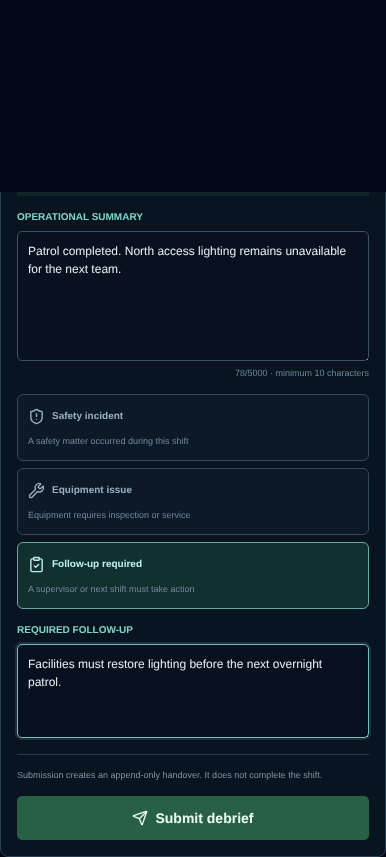 OPERATIONAL SUMMARY
Patrol completed. North access lighting remains unavailable
for the next team.
78/5000 · minimum 10 characters
Safety incident
A safety matter occurred during this shift
Equipment issue
Equipment requires inspection or service
Follow-up required
A supervisor or next shift must take action
REQUIRED FOLLOW-UP
Facilities must restore lighting before the next overnight
patrol.
Submission creates an append-only handover. It does not complete the shift.
Submit debrief